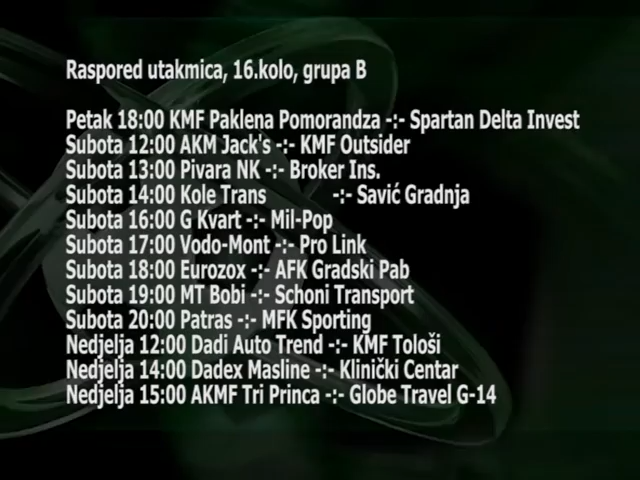 Raspored utakmica, 16.kolo, grupa B
Petak 18:00 KMF Paklena Pomorandza -:- Spartan Delta Invest
Subota 12:00 AKM Jack's -:- KMF Outsider
Subota 13:00 Pivara NK -:- Broker Ins.
Subota 14:00 Kole Trans -:- Savić Gradnja
Subota 16:00 G Kvart -:- Mil-Pop
Subota 17:00 Vodo-Mont -:- Pro Link
Subota 18:00 Eurozox -:- AFK Gradski Pab
Subota 19:00 MT Bobi -:- Schoni Transport
Subota 20:00 Patras -:- MFK Sporting
Nedjelja 12:00 Dadi Auto Trend -:- KMF Tološi
Nedjelja 14:00 Dadex Masline -:- Klinički Centar
Nedjelja 15:00 AKMF Tri Princa -:- Globe Travel G-14